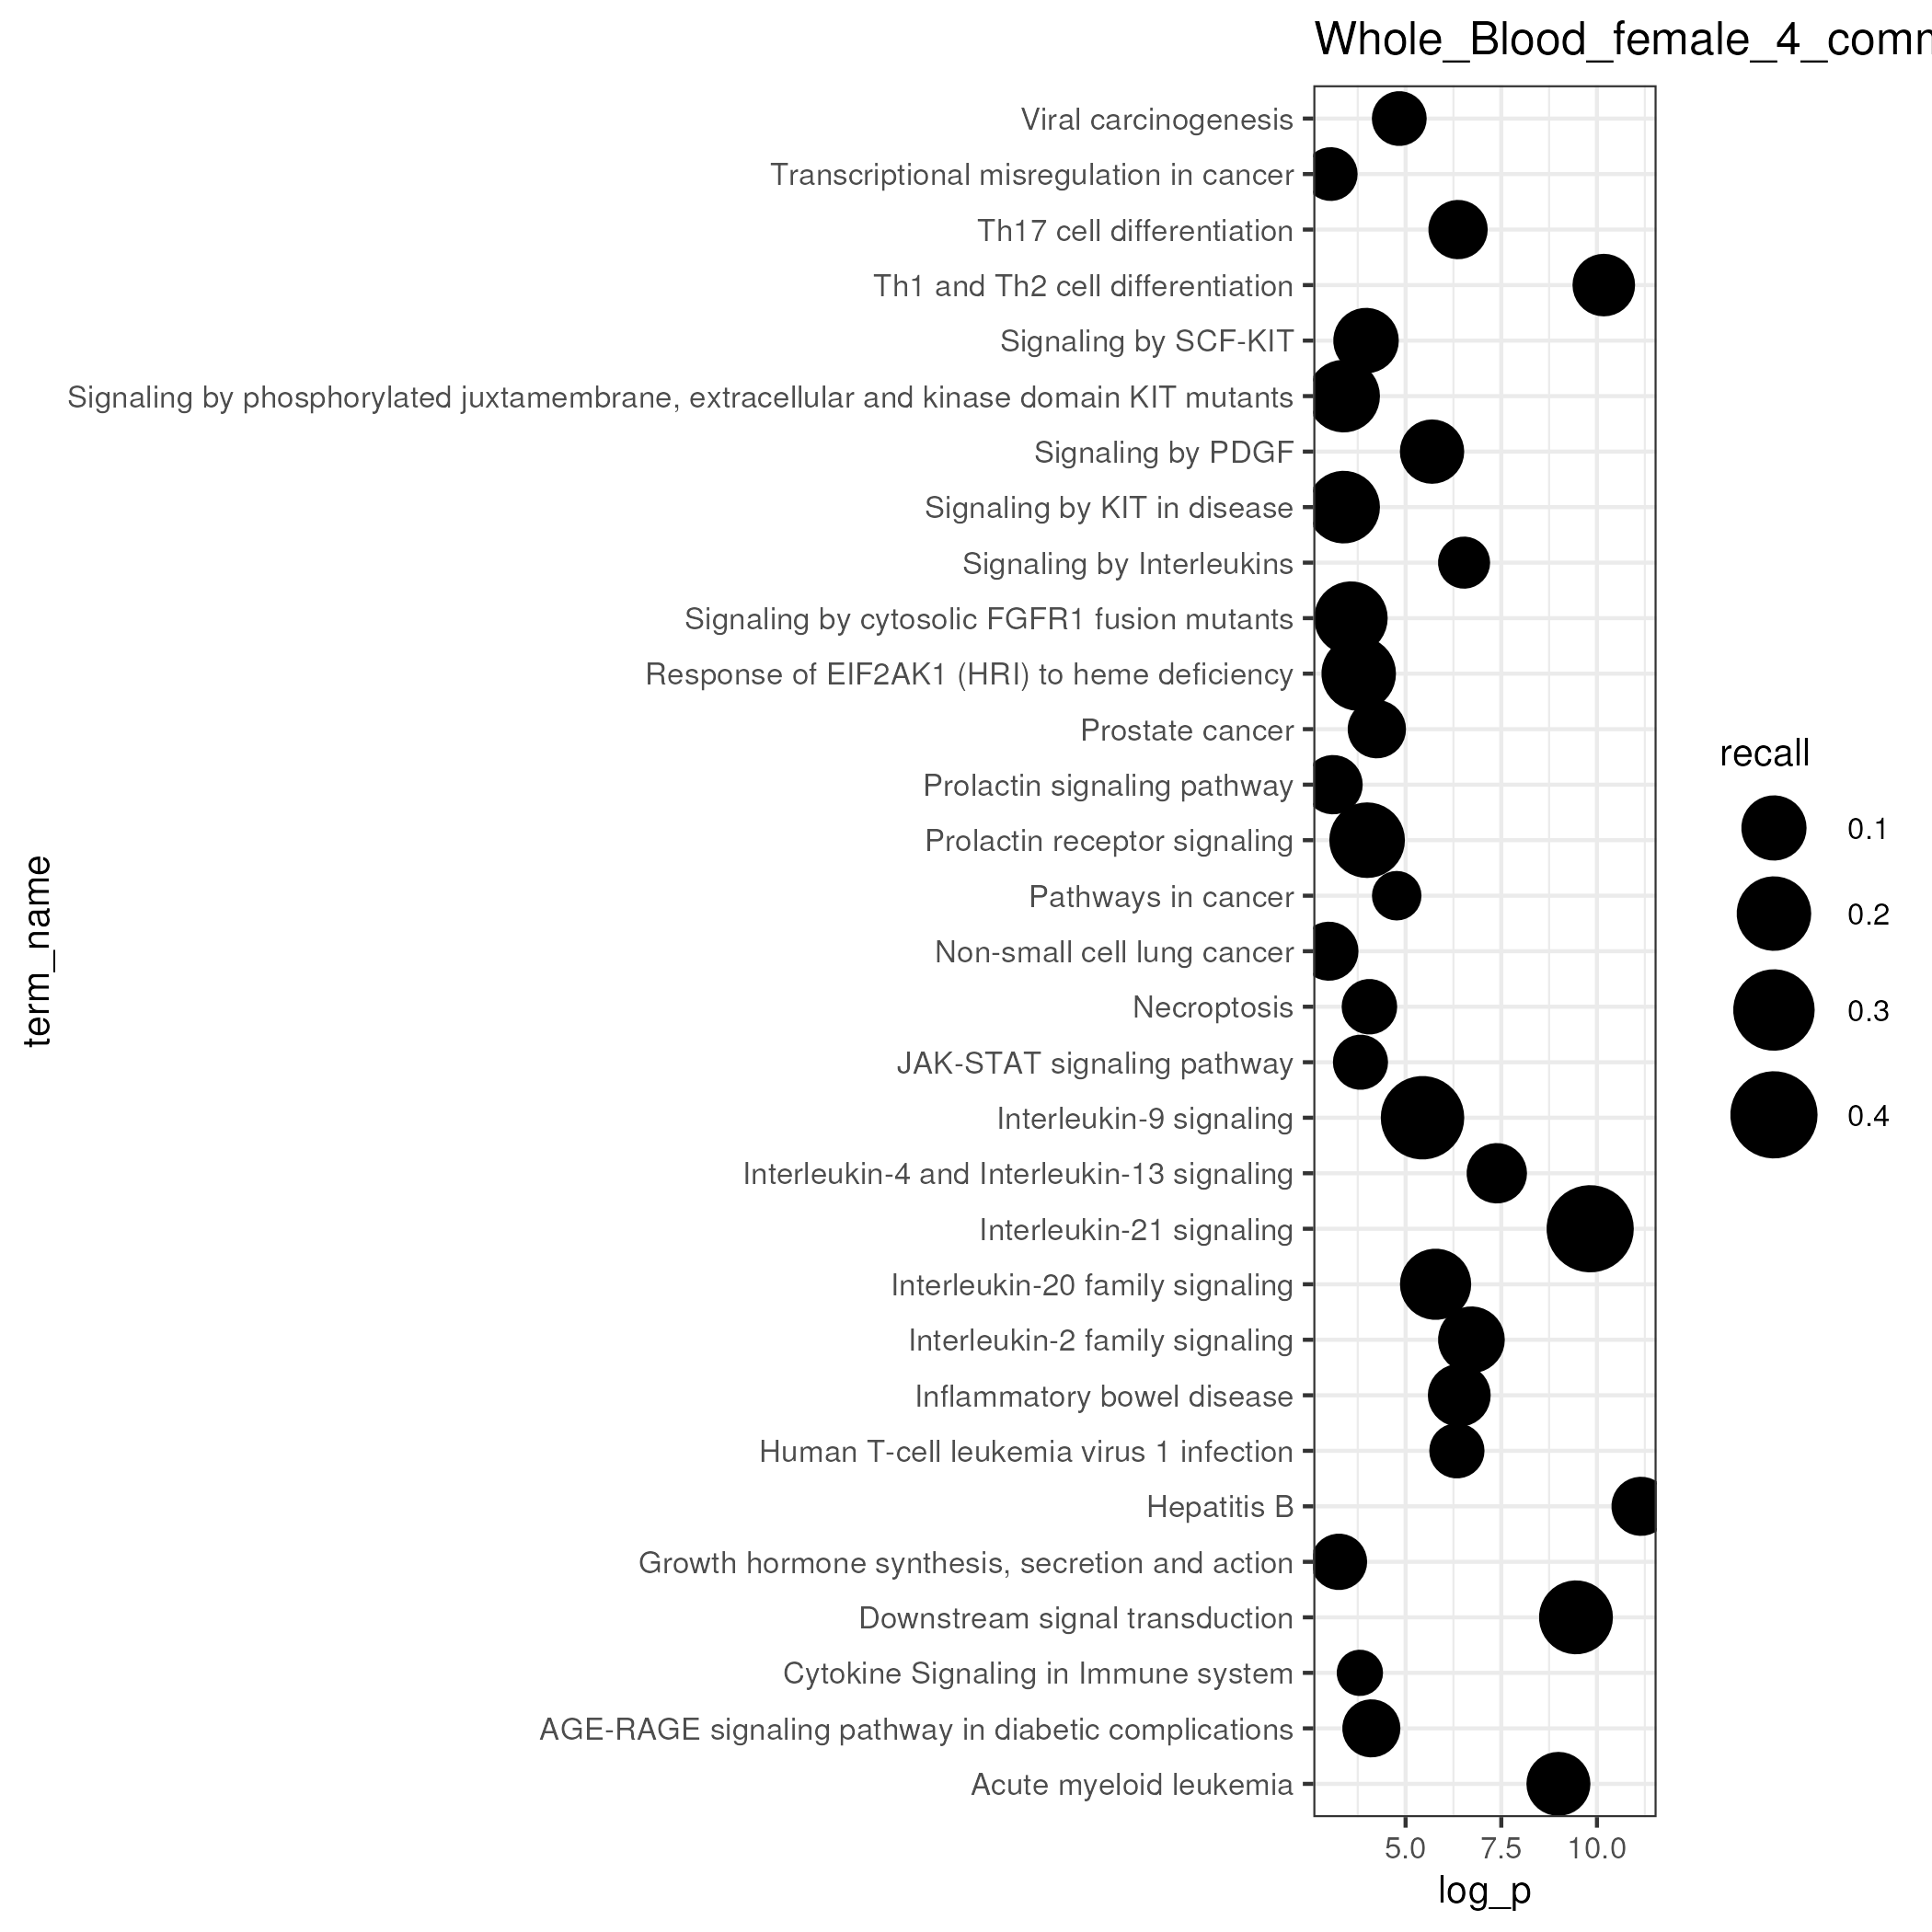 Whole_Blood_female_4_comm
Viral carcinogenesis
Transcriptional misregulation in cancer
Th17 cell differentiation
Th1 and Th2 cell differentiation
Signaling by SCF-KIT
Signaling by phosphorylated juxtamembrane, extracellular and kinase domain KIT mutants
Signaling by PDGF
Signaling by KIT in disease
Signaling by Interleukins
Signaling by cytosolic FGFR1 fusion mutants
Response of EIF2AK1 (HRI) to heme deficiency
Prostate cancer
Prolactin signaling pathway
Prolactin receptor signaling
Pathways in cancer
Non-small cell lung cancer
Necroptosis
JAK-STAT signaling pathway
Interleukin-9 signaling
Interleukin-4 and Interleukin-13 signaling
Interleukin-21 signaling
Interleukin-20 family signaling
Interleukin-2 family signaling
Inflammatory bowel disease
Human T-cell leukemia virus 1 infection
Hepatitis B
Growth hormone synthesis, secretion and action
Downstream signal transduction
Cytokine Signaling in Immune system
AGE-RAGE signaling pathway in diabetic complications
Acute myeloid leukemia
term_name
5.0 7.5 10.0
log_p
recall
0.1
0.2
0.3
0.4